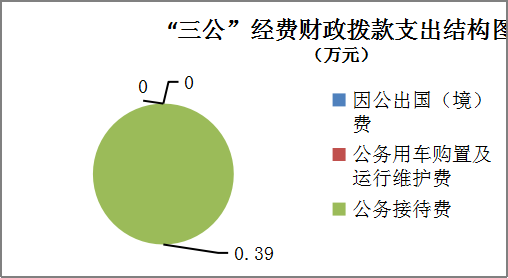 “三公”经费财政拨款支出结构图
（万元）
0
0
0.39
因公出国（境）
费
公务用车购置及
运行维护费
公务接待费